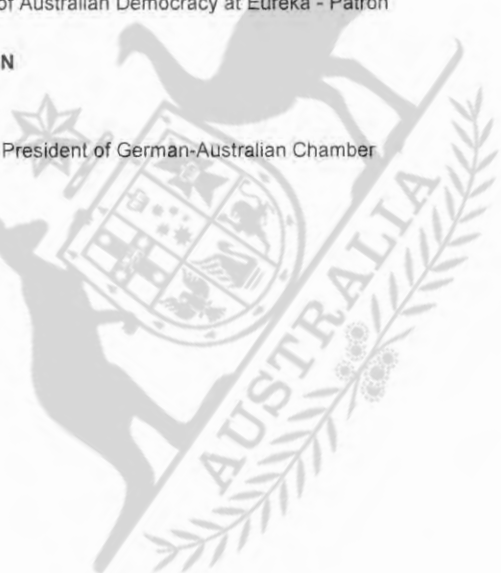 of Australian Democracy at Eureka - Patron
N
President of German-Australian Chamber
AUSTRALIA